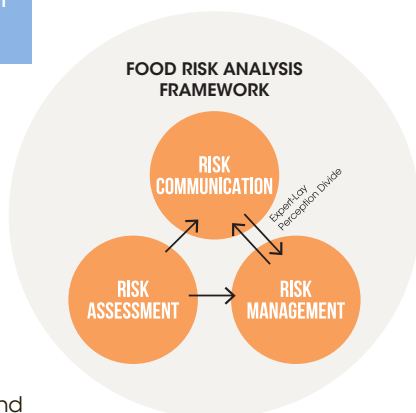 FOOD RISK ANALYSIS
FRAMEWORK
RISK
COMMUNICATION
Expert-Lay
Perception Divide
RISK
ASSESSMENT
RISK
MANAGEMENT
nd